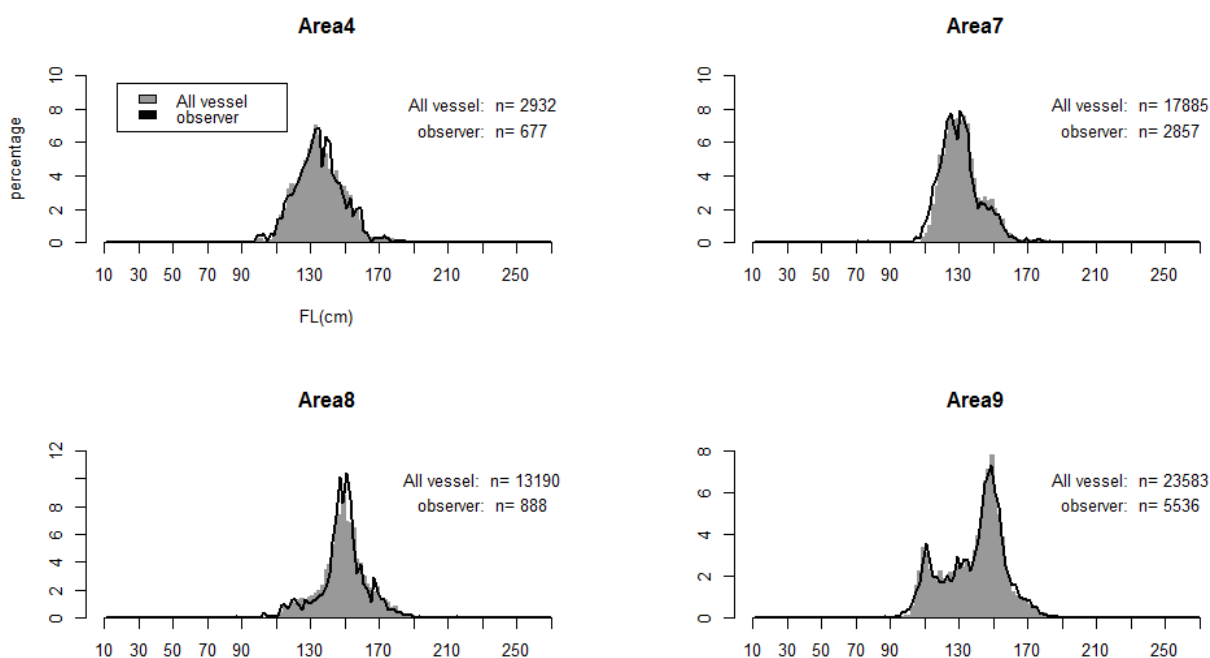 Area4
10
8
6
4
2
0
percentage
All vessel
observer
All vessel: n= 2932
observer: n= 677
10 30 50 70 90 130 170 210 250
FL(cm)
Area7
10
8
6
4
2
0
All vessel: n= 17885
observer: n= 2857
10 30 50 70 90 130 170 210 250
Area8
12
8
6
4
2
0
All vessel: n= 13190
observer: n= 888
10 30 50 70 90 130 170 210 250
Area9
8
6
4
2
0
All vessel: n= 23583
observer: n= 5536
10 30 50 70 90 130 170 210 250